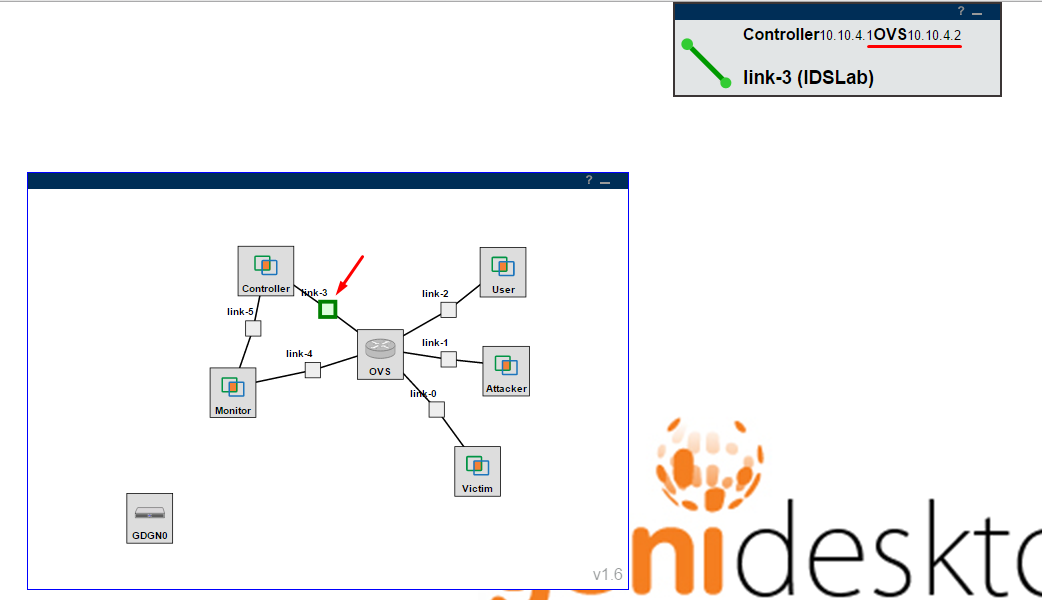 ?
Controller10.10.4.1OVS10.10.4.2
link-3 (IDSLab)
?
Controller
link-3
link-2
User
link-5
link-1
link-4
OVS
Attacker
link-0
Monitor
Victim
GDGN0
v1.6
genideskto